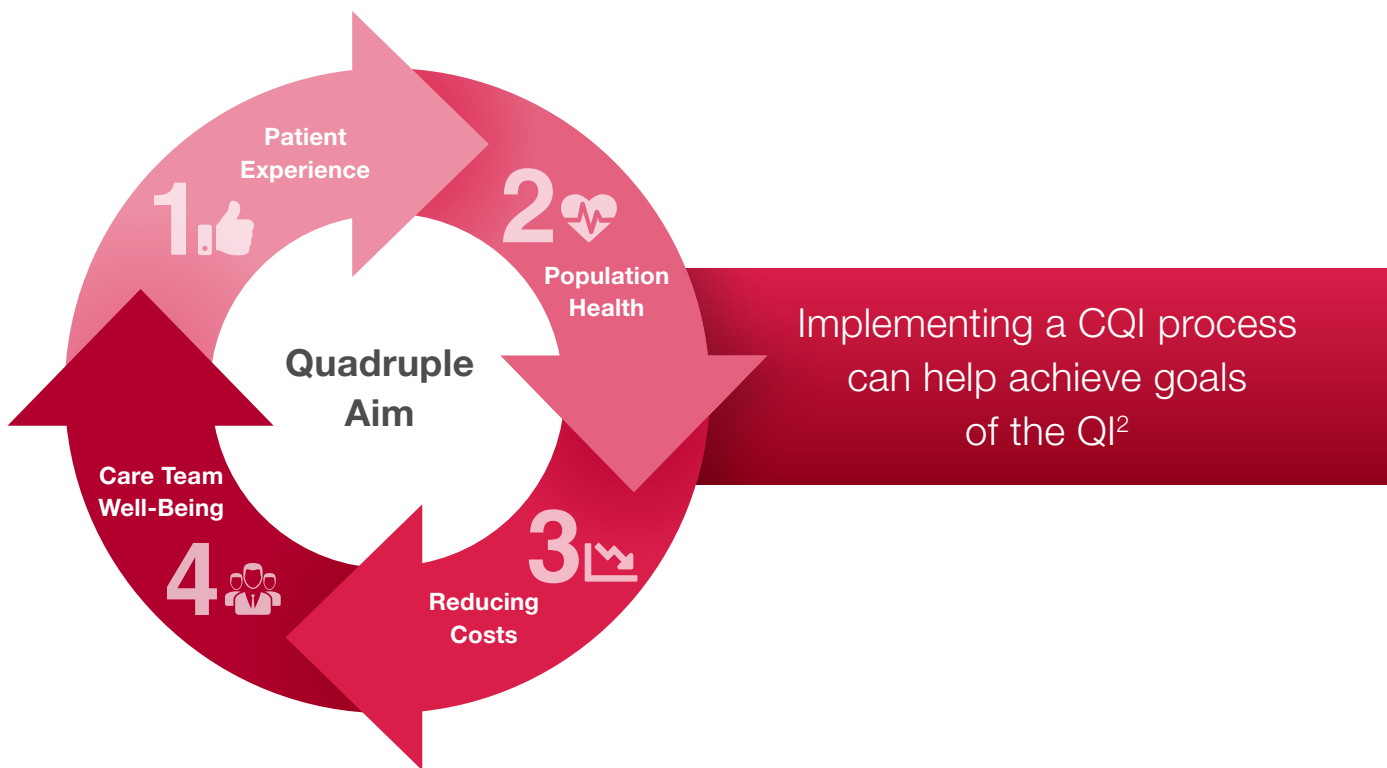 Patient
Experience
1
2
Population
Health
Quadruple
Aim
Implementing a CQI process
can help achieve goals
of the QI²
3
Reducing
Costs
Care Team
Well-Being
4